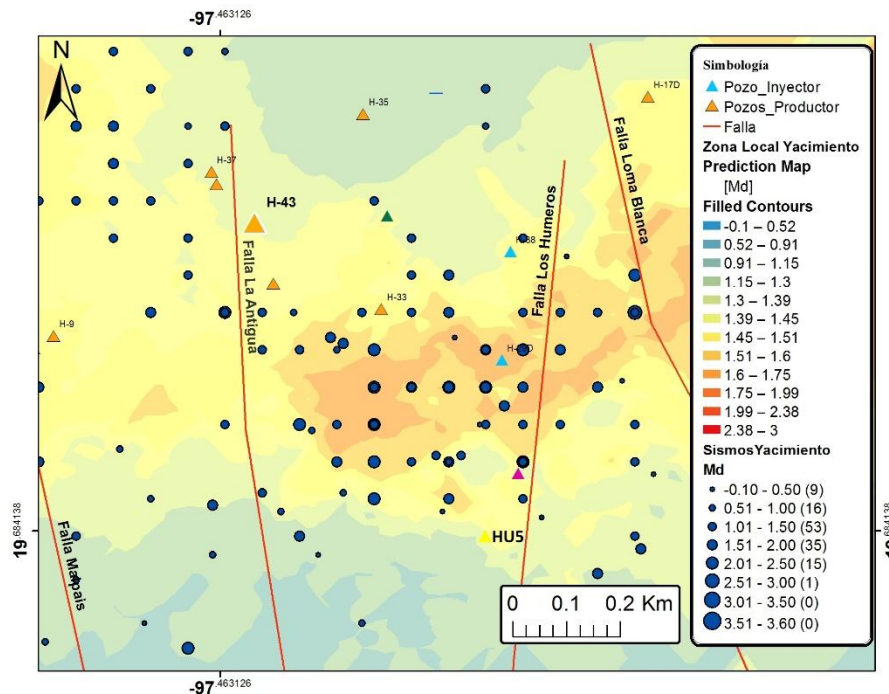 -97.463126
N
H-17D
H-35
H-37
H-43
H-33
H-9
Falla La Antigua
Falla Los Humeros
Falla Loma Blanca
Falla Malpais
HU5
19.684138
19.684138
0 0.1 0.2 Km
-97.463126
Simbología
Pozo_Inyector
Pozos_Productor
Falla
Zona Local Yacimiento
Prediction Map
[Md]
Filled Contours
-0.1 – 0.52
0.52 – 0.91
0.91 – 1.15
1.15 – 1.3
1.3 – 1.39
1.39 – 1.45
1.45 – 1.51
1.51 – 1.6
1.6 – 1.75
1.75 – 1.99
1.99 – 2.38
2.38 – 3
SismosYacimiento
Md
-0.10 - 0.50 (9)
0.51 - 1.00 (16)
1.01 - 1.50 (53)
1.51 - 2.00 (35)
2.01 - 2.50 (15)
2.51 - 3.00 (1)
3.01 - 3.50 (0)
3.51 - 3.60 (0)